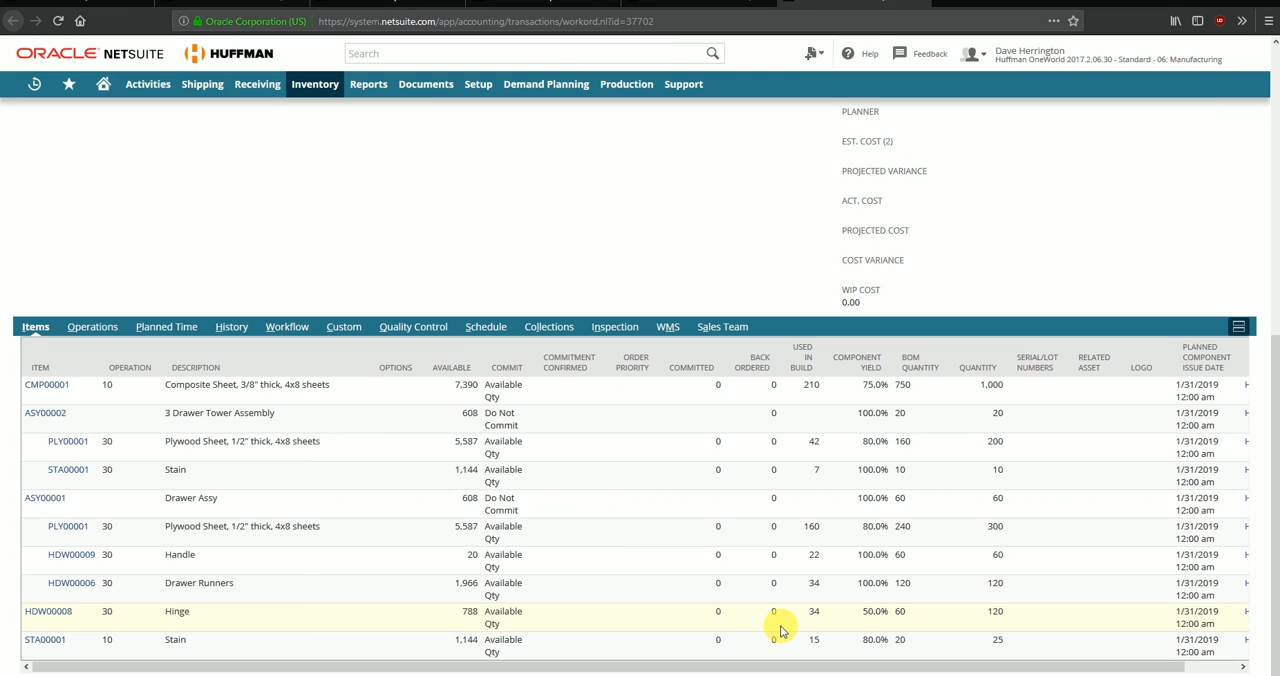 Oracle Corporation (US) https://system.netsuite.com/app/accounting/transactions/workord.nl?id=37702
ORACLE NETSUITE HUFFMAN Search Help Feedback Dave Herrington
Huffman OneWorld 2017.2.06.30 - Standard - 06: Manufacturing
Activities Shipping Receiving Inventory Reports Documents Setup Demand Planning Production Support
PLANNER
EST. COST (2)
PROJECTED VARIANCE
ACT. COST
PROJECTED COST
COST VARIANCE
WIP COST
0.00
Items Operations Planned Time History Workflow Custom Quality Control Schedule Collections Inspection WMS Sales Team
ITEM OPERATION DESCRIPTION OPTIONS AVAILABLE COMMIT COMMITMENT CONFIRMED ORDER PRIORITY COMMITTED BACK ORDERED USED IN BUILD COMPONENT YIELD BOM QUANTITY QUANTITY SERIAL/LOT NUMBERS RELATED ASSET LOGO PLANNED COMPONENT ISSUE DATE
CMP00001 10 Composite Sheet, 3/8" thick, 4x8 sheets 7,390 Available Qty 0 0 210 75.0% 750 1,000 1/31/2019 12:00 am
ASY00002 3 Drawer Tower Assembly 608 Do Not Commit 0 100.0% 20 20 1/31/2019 12:00 am
PLY00001 30 Plywood Sheet, 1/2" thick, 4x8 sheets 5,587 Available Qty 0 0 42 80.0% 160 200 1/31/2019 12:00 am
STA00001 30 Stain 1,144 Available Qty 0 0 7 100.0% 10 10 1/31/2019 12:00 am
ASY00001 Drawer Assy 608 Do Not Commit 0 100.0% 60 60 1/31/2019 12:00 am
PLY00001 30 Plywood Sheet, 1/2" thick, 4x8 sheets 5,587 Available Qty 0 0 160 80.0% 240 300 1/31/2019 12:00 am
HDW00009 30 Handle 20 Available Qty 0 0 22 100.0% 60 60 1/31/2019 12:00 am
HDW00006 30 Drawer Runners 1,966 Available Qty 0 0 34 100.0% 120 120 1/31/2019 12:00 am
HDW00008 30 Hinge 788 Available Qty 0 0 34 50.0% 60 120 1/31/2019 12:00 am
STA00001 10 Stain 1,144 Available Qty 0 0 15 80.0% 20 25 1/31/2019 12:00 am